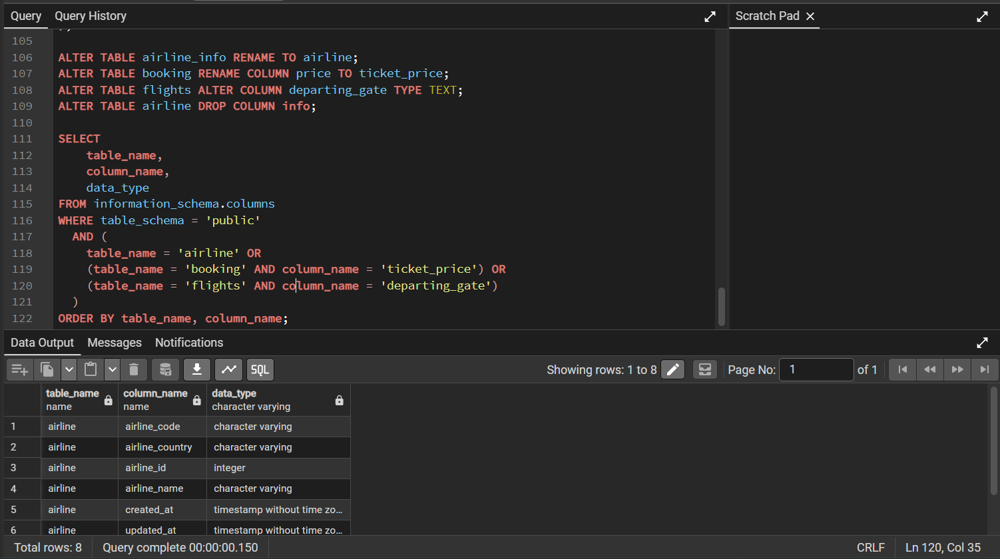 Query Query History Scratch Pad
105
106 ALTER TABLE airline_info RENAME TO airline;
107 ALTER TABLE booking RENAME COLUMN price TO ticket_price;
108 ALTER TABLE flights ALTER COLUMN departing_gate TYPE TEXT;
109 ALTER TABLE airline DROP COLUMN info;
110
111 SELECT
112 table_name,
113 column_name,
114 data_type
115 FROM information_schema.columns
116 WHERE table_schema = 'public'
117 AND (
118 table_name = 'airline' OR
119 (table_name = 'booking' AND column_name = 'ticket_price') OR
120 (table_name = 'flights' AND column_name = 'departing_gate')
121 )
122 ORDER BY table_name, column_name;
Data Output Messages Notifications
SQL Showing rows: 1 to 8 Page No: 1 of 1
table_name column_name data_type
name name character varying
1 airline airline_code character varying
2 airline airline_country character varying
3 airline airline_id integer
4 airline airline_name character varying
5 airline created_at timestamp without time zo...
6 airline updated_at timestamp without time zo...
Total rows: 8 Query complete 00:00:00.150 CRLF Ln 120, Col 35